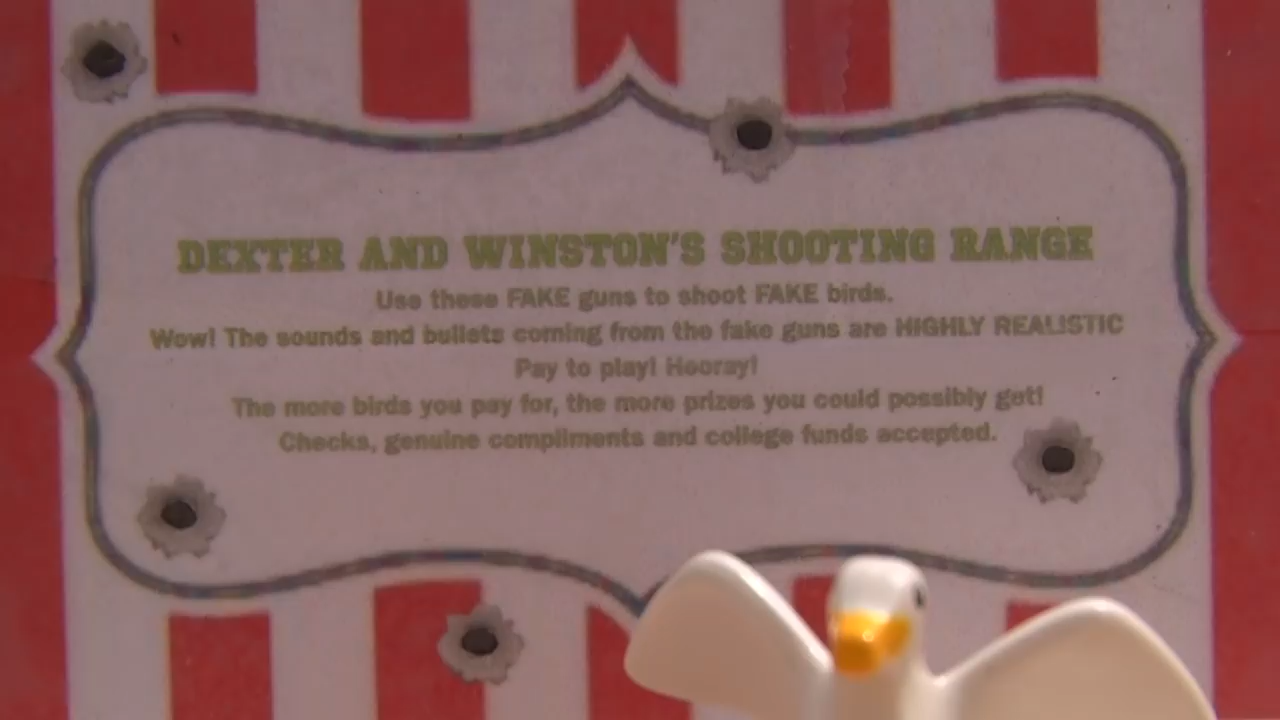 DEXTER AND WINSTON'S SHOOTING RANGE
Use these FAKE guns to shoot FAKE birds.
Wow! The sounds and bullets coming from the fake guns are HIGHLY REALISTIC
Pay to play! Hooray!
The more birds you pay for, the more prizes you could possibly get!
Checks, genuine compliments and college funds accepted.